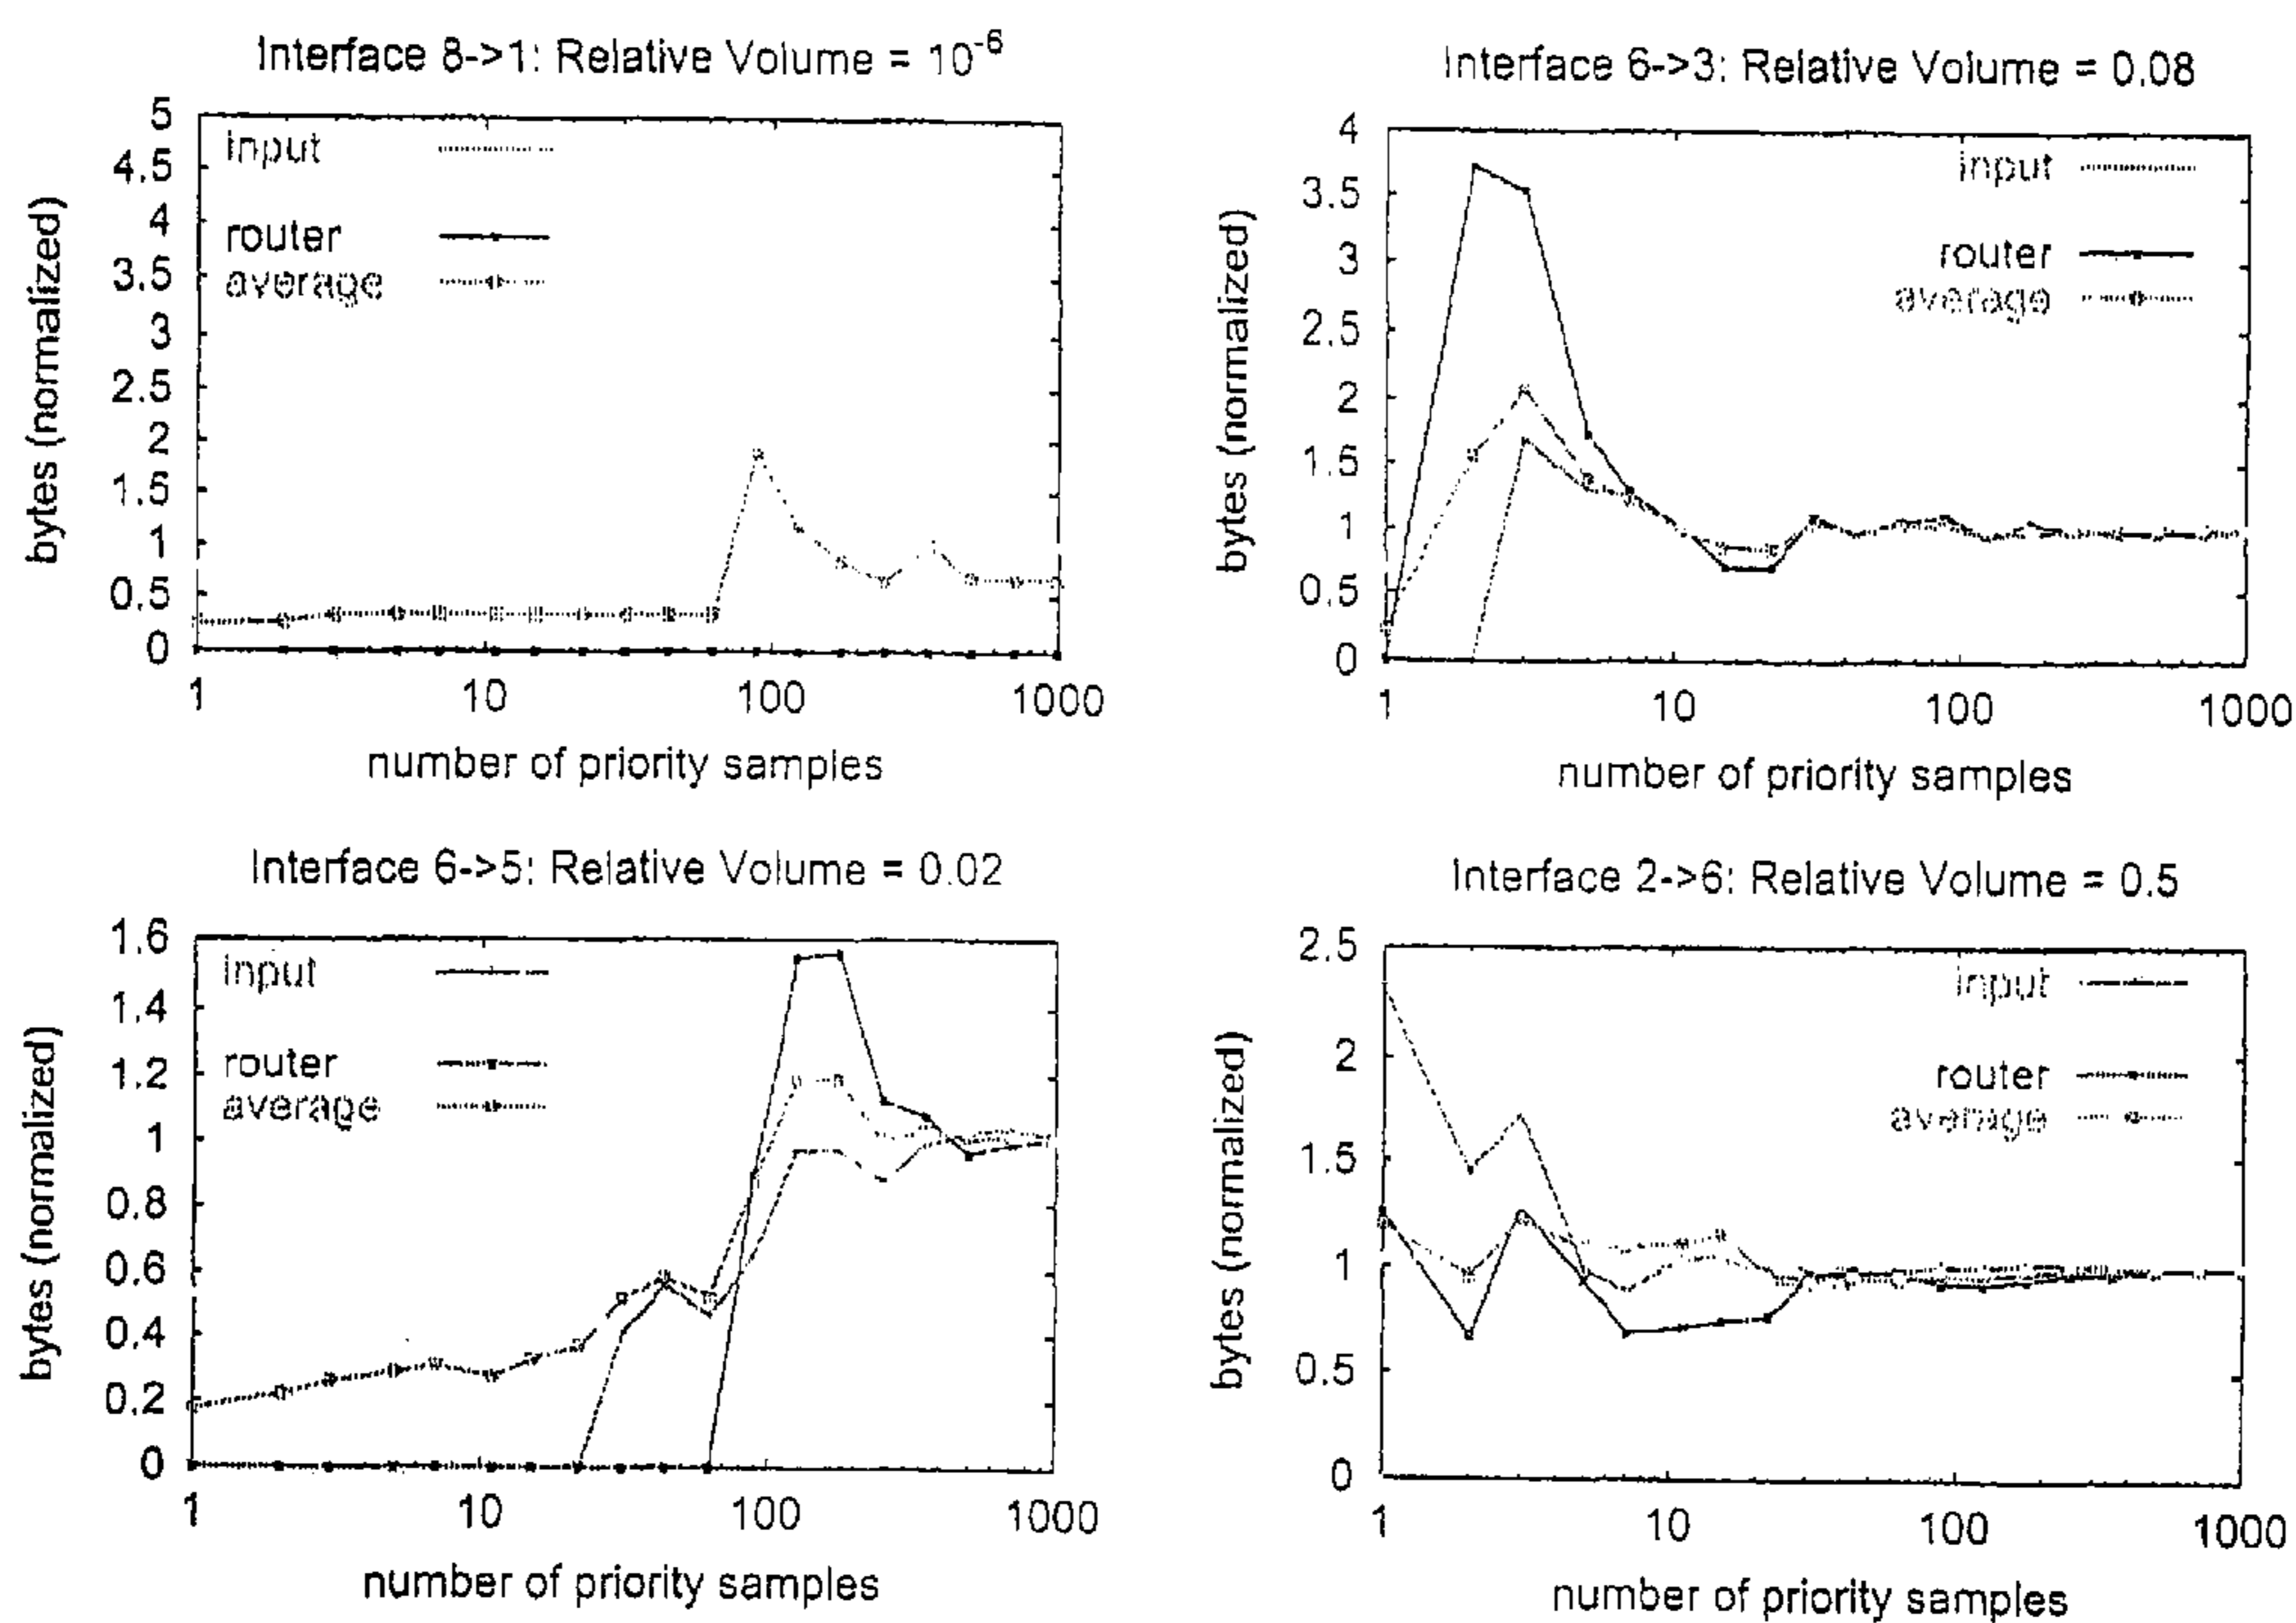 Interface 8->1: Relative Volume = 10⁻⁶
bytes (normalized)
5
4.5
4
3.5
3
2.5
2
1.5
1
0.5
0
input
router
average
1
10
100
1000
number of priority samples
Interface 6->3: Relative Volume = 0.08
bytes (normalized)
4
3.5
3
2.5
2
1.5
1
0.5
0
input
router
average
1
10
100
1000
number of priority samples
Interface 6->5: Relative Volume = 0.02
bytes (normalized)
1.6
1.4
1.2
1
0.8
0.6
0.4
0.2
0
input
router
average
1
10
100
1000
number of priority samples
Interface 2->6: Relative Volume = 0.5
bytes (normalized)
2.5
2
1.5
1
0.5
0
input
router
average
1
10
100
1000
number of priority samples